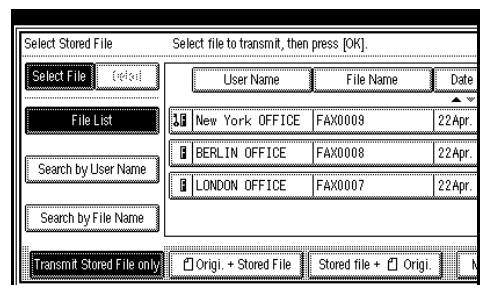 Select Stored File Select file to transmit, then press [OK].
Select File User Name File Name Date
File List
New York OFFICE FAX0009 22Apr.
BERLIN OFFICE FAX0008 22Apr.
Search by User Name
LONDON OFFICE FAX0007 22Apr.
Search by File Name
Transmit Stored File only Origi. + Stored File Stored file + Origi.